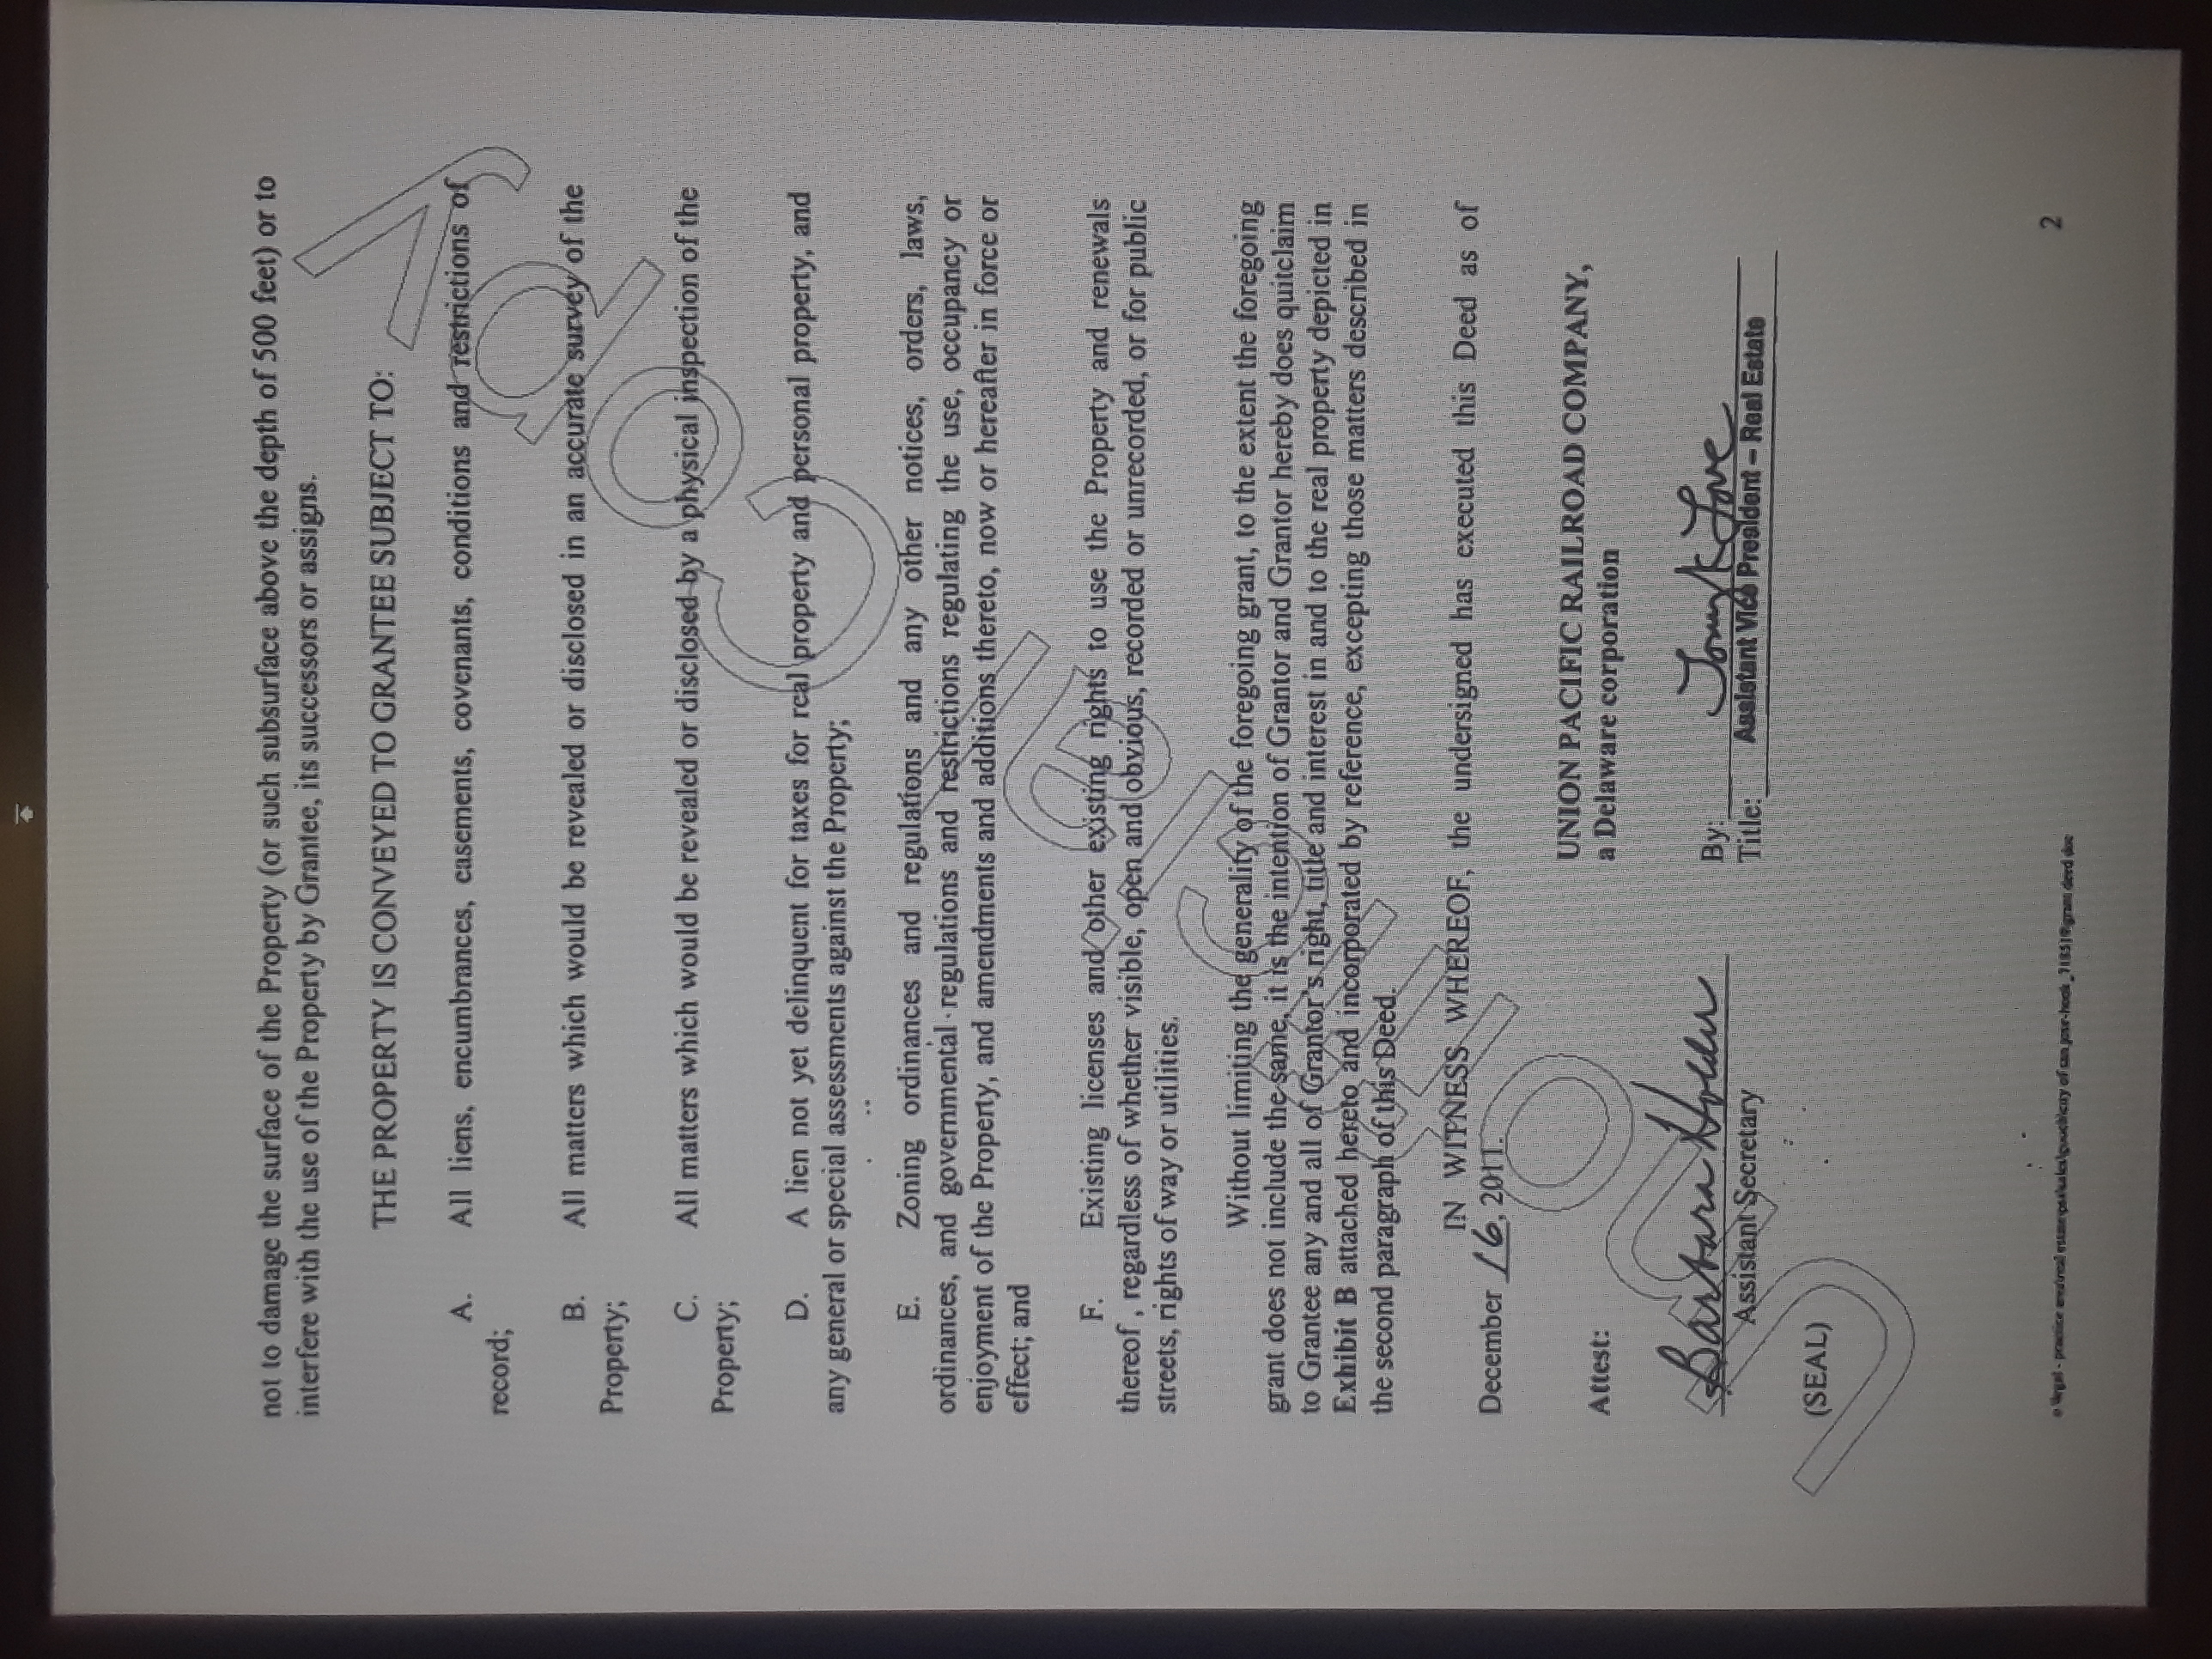 not to damage the surface of the Property (or such subsurface above the depth of 500 feet) or to
interfere with the use of the Property by Grantee, its successors or assigns.
THE PROPERTY IS CONVEYED TO GRANTEE SUBJECT TO:
A. All liens, encumbrances, easements, covenants, conditions and restrictions of
record;
B. All matters which would be revealed or disclosed in an accurate survey of the
Property;
C. All matters which would be revealed or disclosed by a physical inspection of the
Property;
D. A lien not yet delinquent for taxes for real property and personal property, and
any general or special assessments against the Property;
E. Zoning ordinances and regulations and any other notices, orders, laws,
ordinances, and governmental regulations and restrictions regulating the use, occupancy or
enjoyment of the Property, and amendments and additions thereto, now or hereafter in force or
effect; and
F. Existing licenses and other existing rights to use the Property and renewals
thereof , regardless of whether visible, open and obvious, recorded or unrecorded, or for public
streets, rights of way or utilities.
Without limiting the generality of the foregoing grant, to the extent the foregoing
grant does not include the same, it is the intention of Grantor and Grantor hereby does quitclaim
to Grantee any and all of Grantor's right, title and interest in and to the real property depicted in
Exhibit B attached hereto and incorporated by reference, excepting those matters described in
the second paragraph of this Deed.
IN WITNESS WHEREOF, the undersigned has executed this Deed as of
December 16, 2011.
UNION PACIFIC RAILROAD COMPANY,
a Delaware corporation
Attest:
Barbara Holder
Assistant Secretary
By: Tony K Love
Title: Assistant Vice President – Real Estate
(SEAL)
2
Unofficial Copy